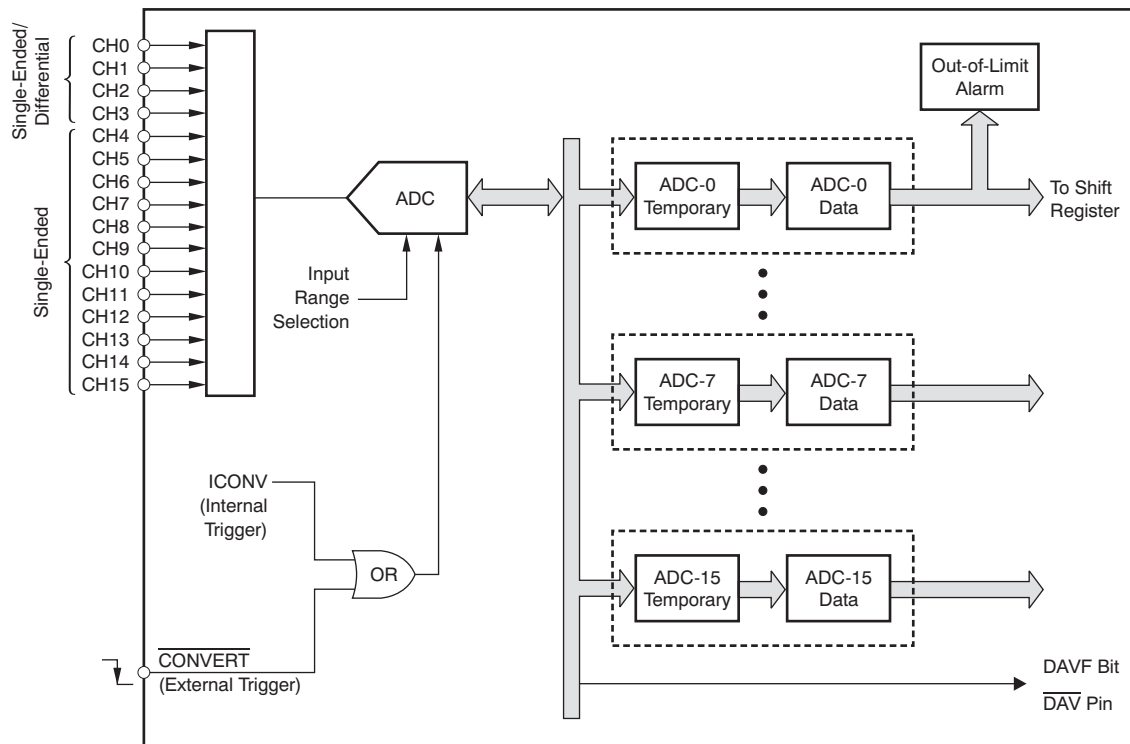 Single-Ended/
Differential
Single-Ended
CH0
CH1
CH2
CH3
CH4
CH5
CH6
CH7
CH8
CH9
CH10
CH11
CH12
CH13
CH14
CH15
ADC
Input
Range
Selection
ICONV
(Internal
Trigger)
OR
CONVERT
(External Trigger)
Out-of-Limit
Alarm
ADC-0
Temporary
ADC-0
Data
To Shift
Register
ADC-7
Temporary
ADC-7
Data
ADC-15
Temporary
ADC-15
Data
DAVF Bit
DAV Pin